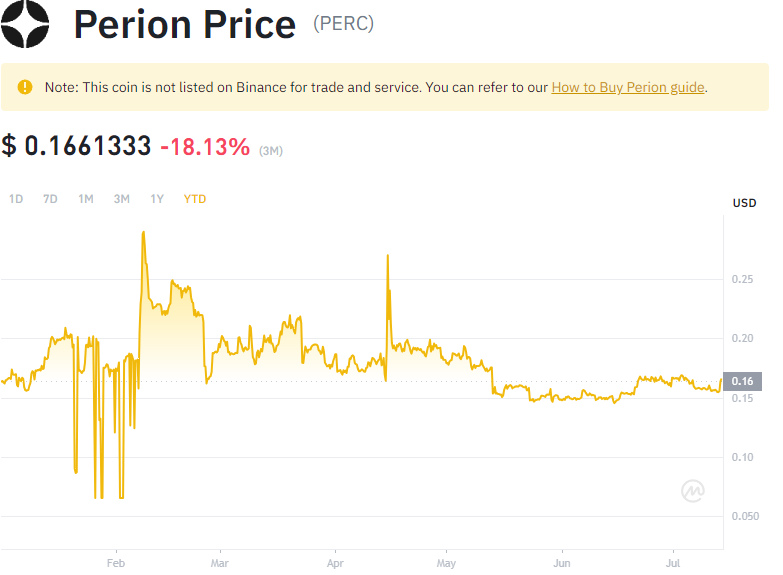 Perion Price (PERC)
Note: This coin is not listed on Binance for trade and service. You can refer to our How to Buy Perion guide.
$ 0.1661333 -18.13% (3M)
1D 7D 1M 3M 1Y YTD
USD
0.25
0.20
0.16
0.15
0.10
0.050
Feb Mar Apr May Jun Jul